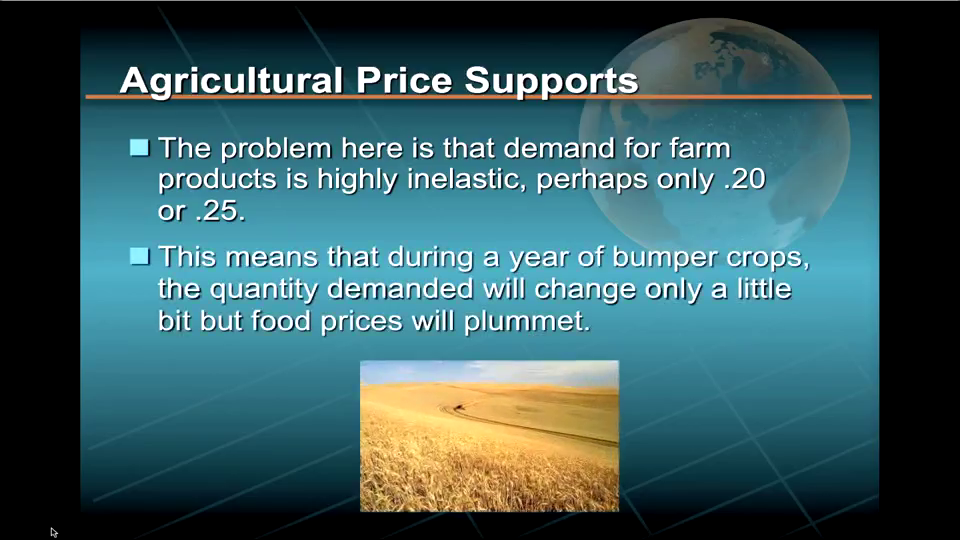 Agricultural Price Supports
The problem here is that demand for farm
products is highly inelastic, perhaps only .20
or .25.
This means that during a year of bumper crops,
the quantity demanded will change only a little
bit but food prices will plummet.